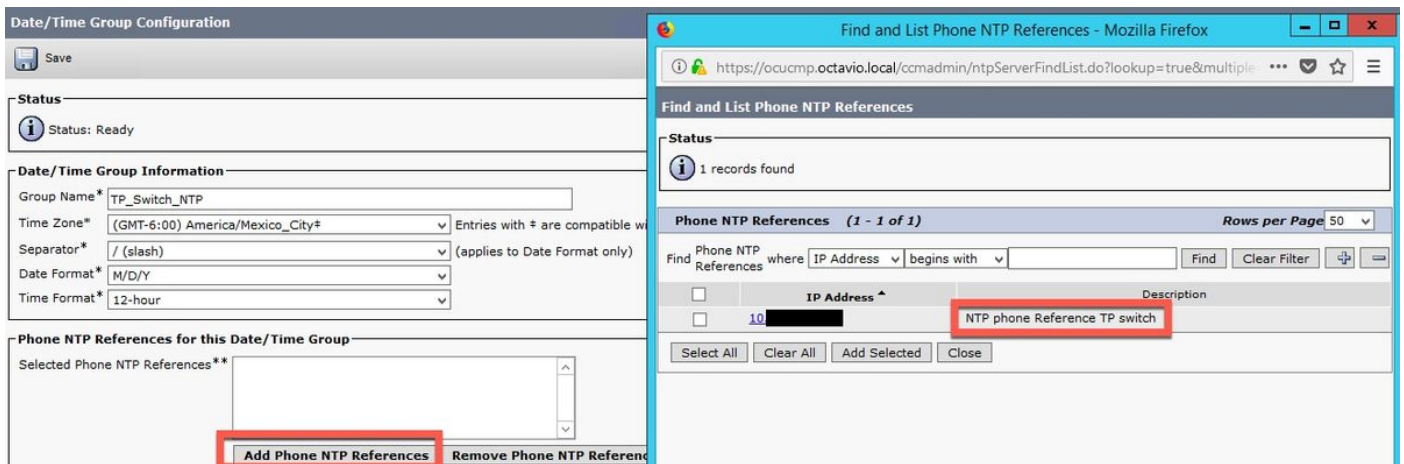 Date/Time Group Configuration
Save
Status
Status: Ready
Date/Time Group Information
Group Name* TP_Switch_NTP
Time Zone* (GMT-6:00) America/Mexico_City‡ Entries with ‡ are compatible wi
Separator* / (slash) (applies to Date Format only)
Date Format* M/D/Y
Time Format* 12-hour
Phone NTP References for this Date/Time Group
Selected Phone NTP References**
Add Phone NTP References Remove Phone NTP Referenc
Find and List Phone NTP References - Mozilla Firefox
https://ocucmp.octavio.local/ccmadmin/ntpServerFindList.do?lookup=true&multiple
Find and List Phone NTP References
Status
1 records found
Phone NTP References (1 - 1 of 1) Rows per Page 50
Find Phone NTP References where IP Address begins with Find Clear Filter
IP Address Description
10. NTP phone Reference TP switch
Select All Clear All Add Selected Close